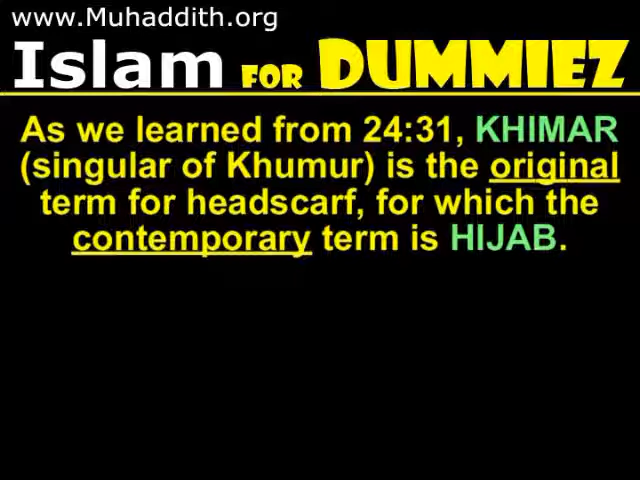 www.Muhaddith.org
Islam FOR DUMMIEZ
As we learned from 24:31, KHIMAR
(singular of Khumur) is the original
term for headscarf, for which the
contemporary term is HIJAB.